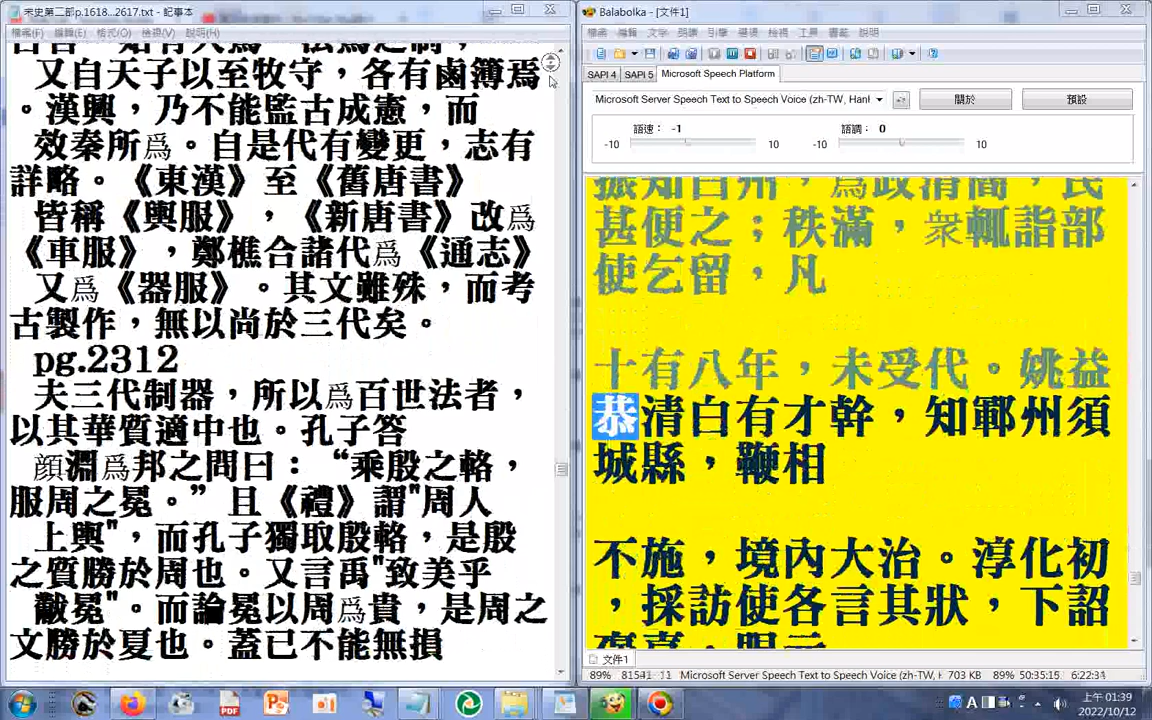 宋史第二部p.1618...2617.txt - 記事本
檔案(F) 編輯(E) 格式(O) 檢視(V) 說明(H)
又自天子以至牧守，各有鹵簿焉
。漢興，乃不能監古成憲，而
效秦所爲。自是代有變更，志有
詳略。《東漢》至《舊唐書》
皆稱《輿服》，《新唐書》改爲
《車服》，鄭樵合諸代爲《通志》
又爲《器服》。其文雖殊，而考
古製作，無以尚於三代矣。
pg.2312
夫三代制器，所以爲百世法者，
以其華質適中也。孔子答
顔淵爲邦之問曰：“乘殷之輅，
服周之冕。”且《禮》謂"周人
上輿"，而孔子獨取殷輅，是殷
之質勝於周也。又言禹"致美乎
黻冕"。而論冕以周爲貴，是周之
文勝於夏也。蓋已不能無損
Balabolka - [文件1]
檔案 編輯 文字 朗讀 引擎 邊境 檢視 工具 書籤 說明
SAPI 4 SAPI 5 Microsoft Speech Platform
Microsoft Server Speech Text to Speech Voice (zh-TW, Hanl 關於 預設
語速： -1 語調： 0
-10 10 -10 10
振知白州，爲政清簡，民
甚便之；秩滿，衆輒詣部
使乞留，凡
十有八年，未受代。姚益
恭清白有才幹，知鄆州須
城縣，鞭相
不施，境內大治。淳化初
，採訪使各言其狀，下詔
文件1
89% 81541: 11 Microsoft Server Speech Text to Speech Voice (zh-TW, H 703 KB 89% 50:35:15 6:22:34
上午 01:39
2022/10/12